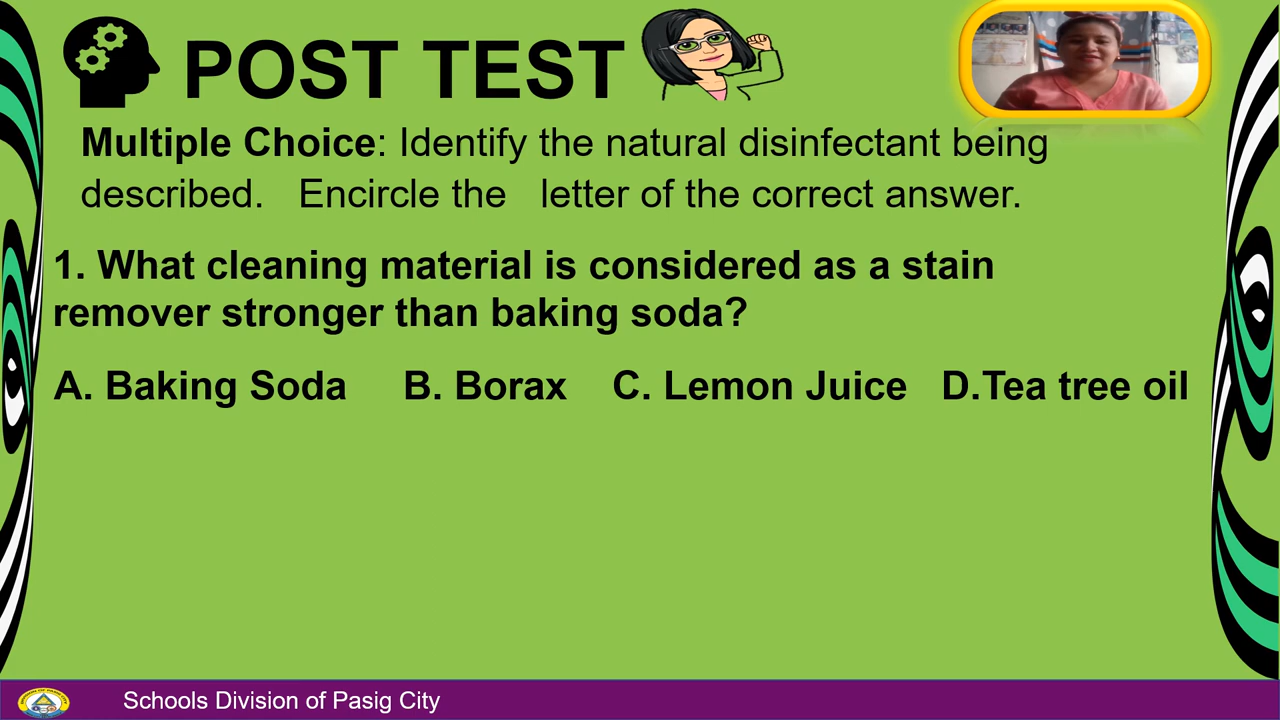 POST TEST
Multiple Choice: Identify the natural disinfectant being
described. Encircle the letter of the correct answer.
1. What cleaning material is considered as a stain
remover stronger than baking soda?
A. Baking Soda B. Borax C. Lemon Juice D.Tea tree oil
Schools Division of Pasig City